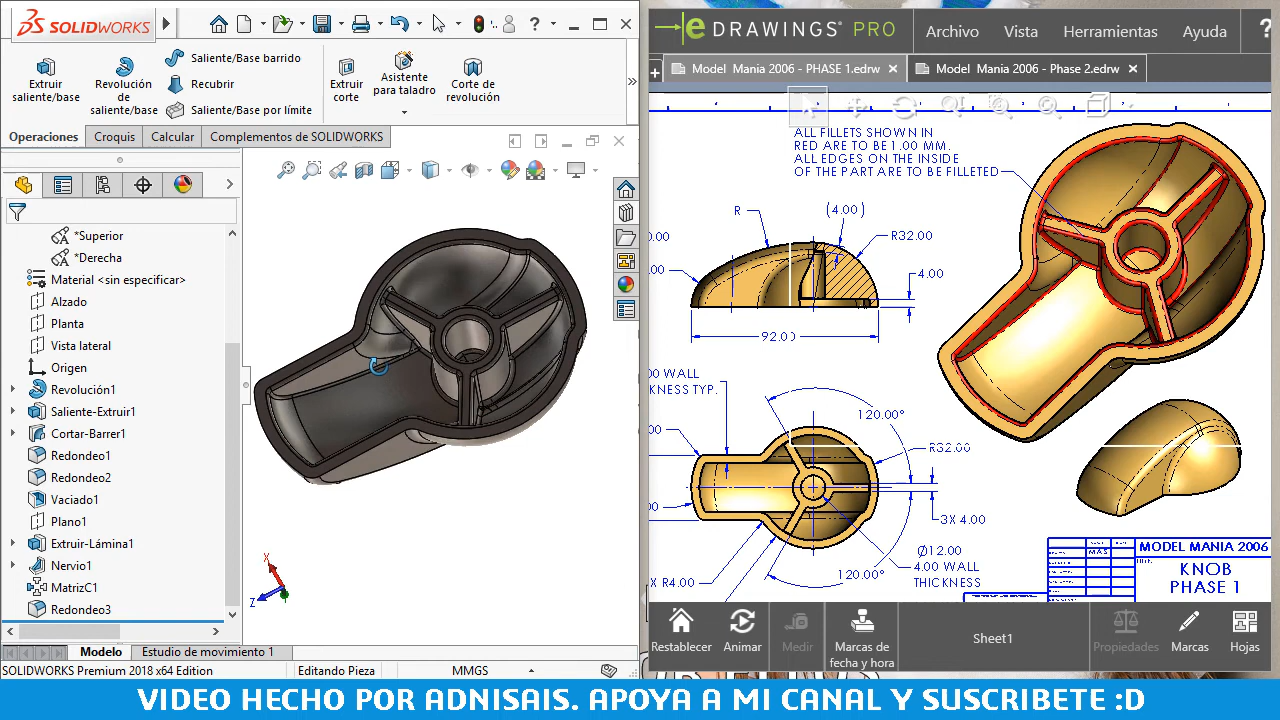 SOLIDWORKS
Extruir
saliente/base
Revolución
de
saliente/base
Saliente/Base barrido
Recubrir
Saliente/Base por límite
Extruir
corte
Asistente
para taladro
Corte de
revolución
Operaciones
Croquis
Calcular
Complementos de SOLIDWORKS
*Superior
*Derecha
Material <sin especificar>
Alzado
Planta
Vista lateral
Origen
Revolución1
Saliente-Extruir1
Cortar-Barrer1
Redondeo1
Redondeo2
Vaciado1
Plano1
Extruir-Lámina1
Nervio1
MatrizC1
Redondeo3
X
Z
Modelo
Estudio de movimiento 1
SOLIDWORKS Premium 2018 x64 Edition
Editando Pieza
MMGS
e DRAWINGS® PRO
Archivo
Vista
Herramientas
Ayuda
?
Model Mania 2006 - PHASE 1.edrw
Model Mania 2006 - Phase 2.edrw
ALL FILLETS SHOWN IN
RED ARE TO BE 1.00 MM.
ALL EDGES ON THE INSIDE
OF THE PART ARE TO BE FILLETED
R
(4.00)
R32.00
4.00
92.00
WALL
KNESS TYP.
120.00°
R32.00
3X 4.00
Ø12.00
4.00 WALL
THICKNESS
120.00°
X R4.00
MODEL MANIA 2006
KNOB
PHASE 1
Restablecer
Animar
Medir
Marcas de
fecha y hora
Sheet1
Propiedades
Marcas
Hojas
VIDEO HECHO POR ADNISAIS. APOYA A MI CANAL Y SUSCRIBETE :D